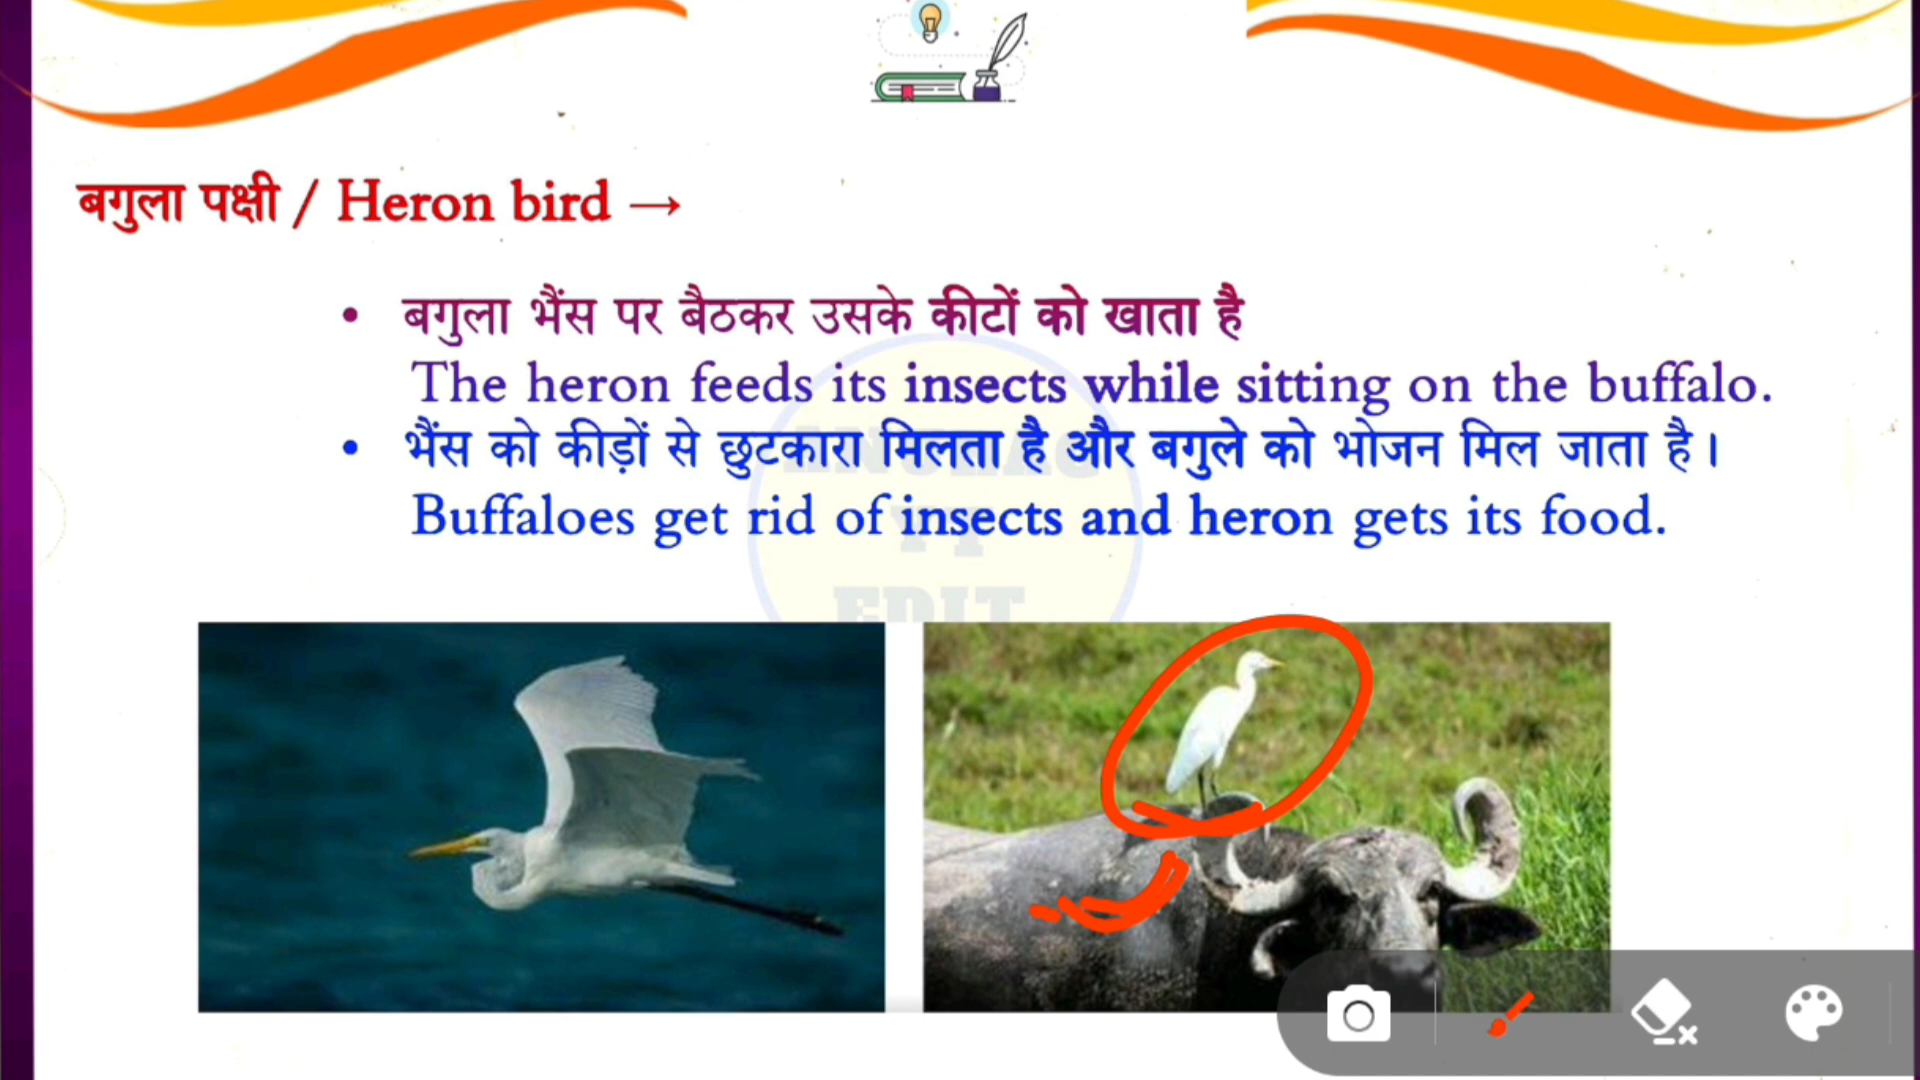 बगुला पक्षी / Heron bird →
• बगुला भैंस पर बैठकर उसके कीटों को खाता है
The heron feeds its insects while sitting on the buffalo.
• भैंस को कीड़ों से छुटकारा मिलता है और बगुले को भोजन मिल जाता है।
Buffaloes get rid of insects and heron gets its food.
EDIT